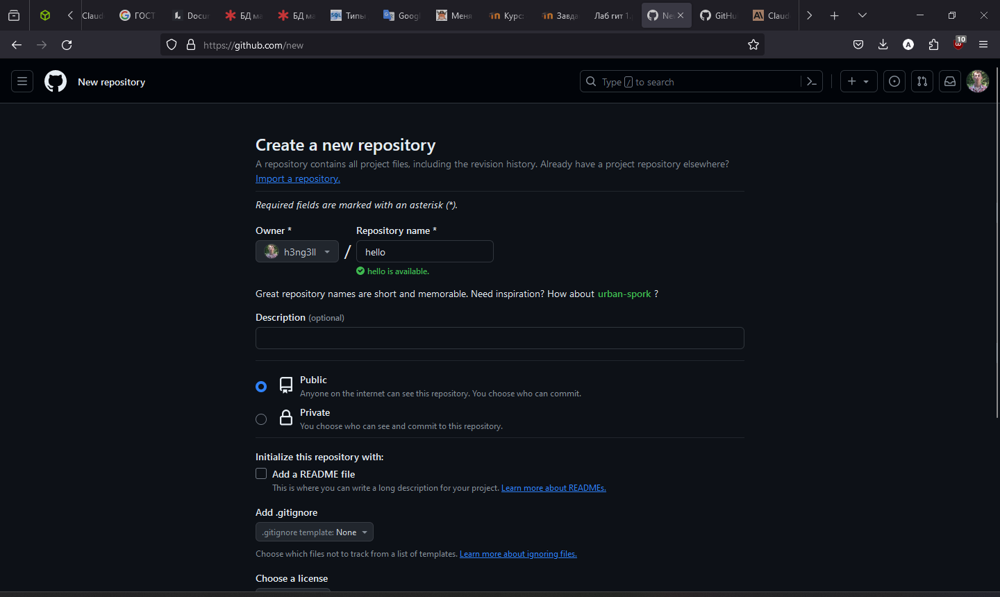 Claud
ГОСТ
Docum
БД ма
БД ма
Типы
Googl
Меня
Курс:
Завда
Лаб гит 1.
Ne
GitHu
Claud
https://github.com/new
10
New repository
Type / to search
Create a new repository
A repository contains all project files, including the revision history. Already have a project repository elsewhere?
Import a repository.
Required fields are marked with an asterisk (*).
Owner *
Repository name *
h3ng3ll
/
hello
hello is available.
Great repository names are short and memorable. Need inspiration? How about urban-spork ?
Description (optional)
Public
Anyone on the internet can see this repository. You choose who can commit.
Private
You choose who can see and commit to this repository.
Initialize this repository with:
Add a README file
This is where you can write a long description for your project. Learn more about READMEs.
Add .gitignore
.gitignore template: None
Choose which files not to track from a list of templates. Learn more about ignoring files.
Choose a license